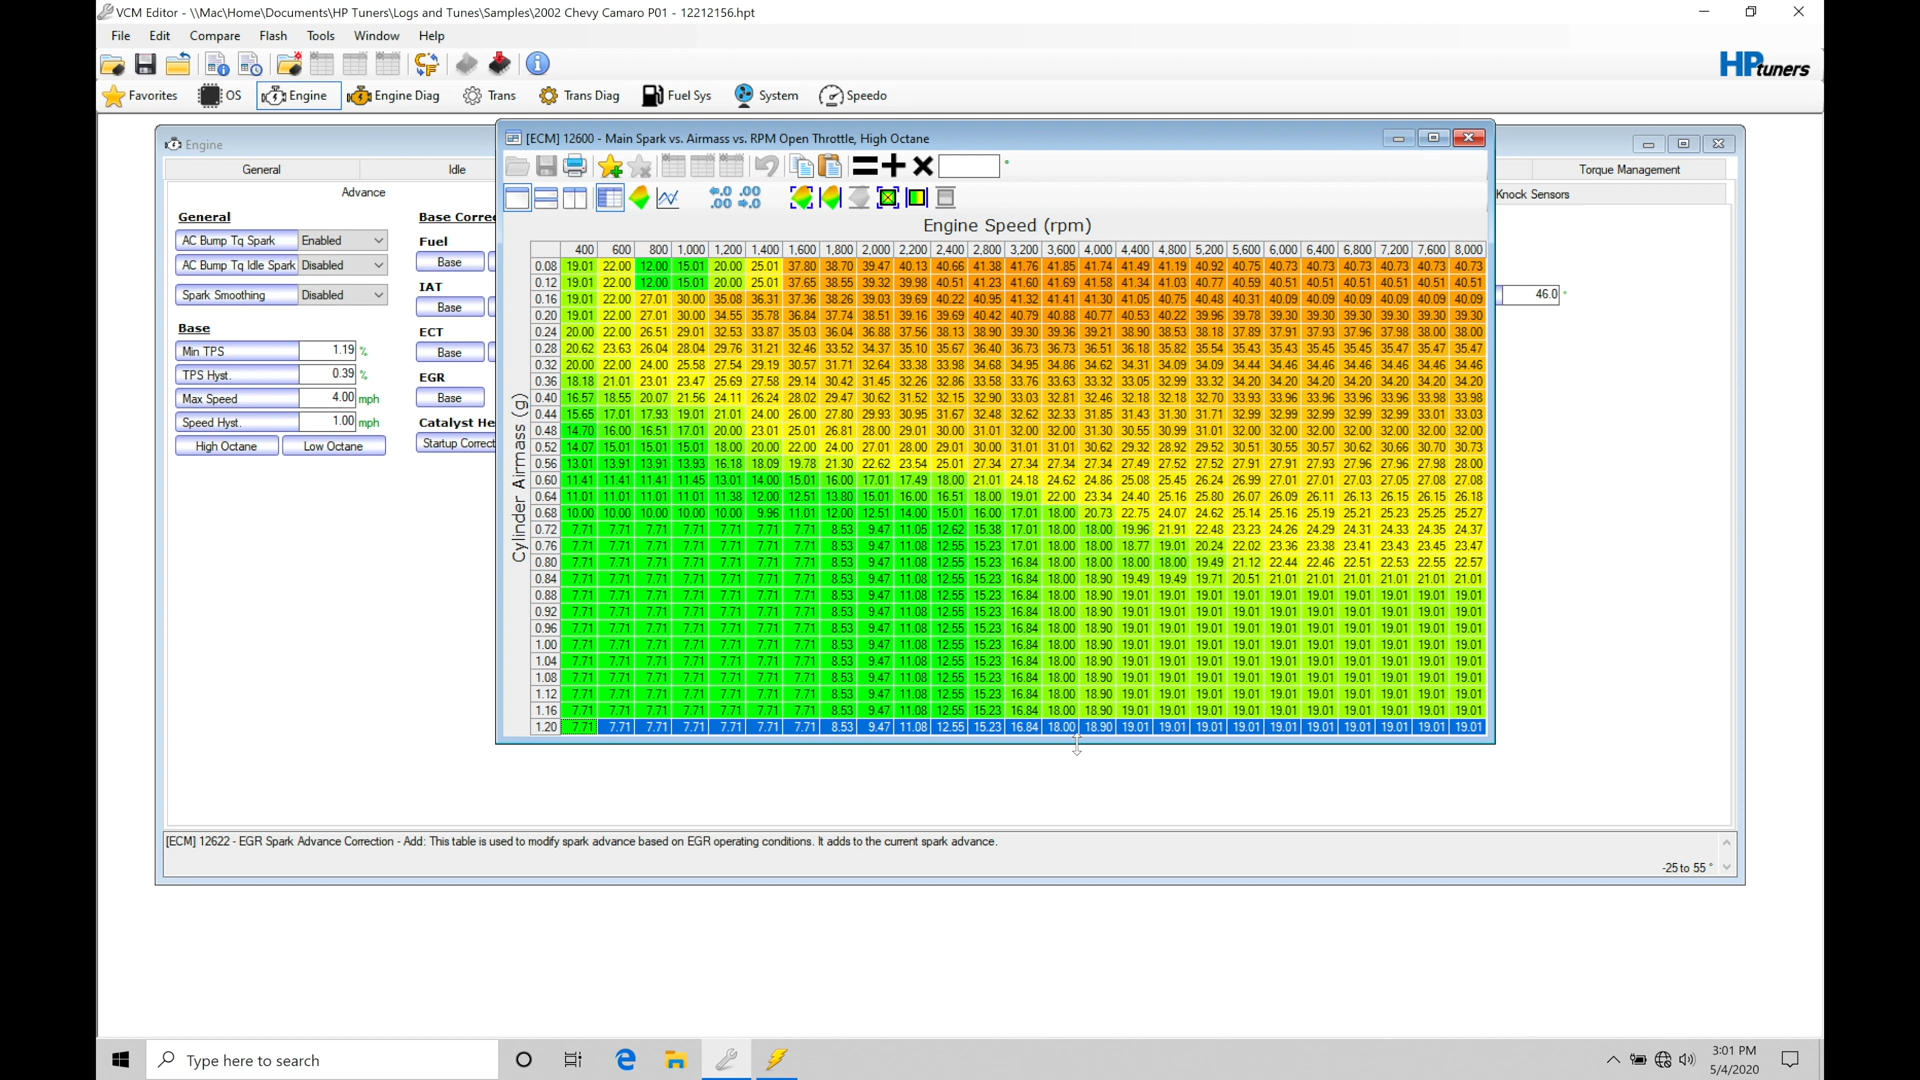 VCM Editor - \\Mac\Home\Documents\HP Tuners\Logs and Tunes\Samples\2002 Chevy Camaro P01 - 12212156.hpt
File Edit Compare Flash Tools Window Help
HPtuners
Favorites OS Engine Engine Diag Trans Trans Diag Fuel Sys System Speedo
Engine
General Idle
Torque Management
Knock Sensors
46.0 °
Advance
General
AC Bump Tq Spark Enabled
AC Bump Tq Idle Spark Disabled
Spark Smoothing Disabled
Base
Min TPS 1.19 %
TPS Hyst. 0.39 %
Max Speed 4.00 mph
Speed Hyst. 1.00 mph
High Octane Low Octane
Base Corre
Fuel
Base
IAT
Base
ECT
Base
EGR
Base
Catalyst He
Startup Correct
[ECM] 12600 - Main Spark vs. Airmass vs. RPM Open Throttle, High Octane
°
Engine Speed (rpm)
Cylinder Airmass (g)
400 600 800 1,000 1,200 1,400 1,600 1,800 2,000 2,200 2,400 2,800 3,200 3,600 4,000 4,400 4,800 5,200 5,600 6,000 6,400 6,800 7,200 7,600 8,000
0.08 19.01 22.00 12.00 15.01 20.00 25.01 37.80 38.70 39.47 40.13 40.66 41.38 41.76 41.85 41.74 41.49 41.19 40.92 40.75 40.73 40.73 40.73 40.73 40.73 40.73
0.12 19.01 22.00 12.00 15.01 20.00 25.01 37.65 38.55 39.32 39.98 40.51 41.23 41.60 41.69 41.58 41.34 41.03 40.77 40.59 40.51 40.51 40.51 40.51 40.51 40.51
0.16 19.01 22.00 27.01 30.00 35.08 36.31 37.36 38.26 39.03 39.69 40.22 40.95 41.32 41.41 41.30 41.05 40.75 40.48 40.31 40.09 40.09 40.09 40.09 40.09 40.09
0.20 19.01 22.00 27.01 30.00 34.55 35.78 36.84 37.74 38.51 39.16 39.69 40.42 40.79 40.88 40.77 40.53 40.22 39.96 39.78 39.30 39.30 39.30 39.30 39.30 39.30
0.24 20.00 22.00 26.51 29.01 32.53 33.87 35.03 36.04 36.88 37.56 38.13 38.90 39.30 39.36 39.21 38.90 38.53 38.18 37.89 37.91 37.93 37.96 37.98 38.00 38.00
0.28 20.62 23.63 26.04 28.04 29.76 31.21 32.46 33.52 34.37 35.10 35.67 36.40 36.73 36.73 36.51 36.18 35.82 35.54 35.43 35.43 35.45 35.45 35.47 35.47 35.47
0.32 20.00 22.00 24.00 25.58 27.54 29.19 30.57 31.71 32.64 33.38 33.98 34.68 34.95 34.86 34.62 34.31 34.09 34.09 34.44 34.46 34.46 34.46 34.46 34.46 34.46
0.36 18.18 21.01 23.01 23.47 25.69 27.58 29.14 30.42 31.45 32.26 32.86 33.58 33.76 33.63 33.32 33.05 32.99 33.32 34.20 34.20 34.20 34.20 34.20 34.20 34.20
0.40 16.57 18.55 20.07 21.56 24.11 26.24 28.02 29.47 30.62 31.52 32.15 32.90 33.03 32.81 32.46 32.18 32.18 32.70 33.93 33.96 33.96 33.96 33.96 33.98 33.98
0.44 15.65 17.01 17.93 19.01 21.01 24.00 26.00 27.80 29.93 30.95 31.67 32.48 32.62 32.33 31.85 31.43 31.30 31.71 32.99 32.99 32.99 32.99 32.99 33.01 33.03
0.48 14.70 16.00 16.51 17.01 20.00 23.01 25.01 26.81 28.00 29.01 30.00 31.01 32.00 32.00 31.30 30.55 30.99 31.01 32.00 32.00 32.00 32.00 32.00 32.00 32.00
0.52 14.07 15.01 15.01 15.01 18.00 20.00 22.00 24.00 27.01 28.00 29.01 30.00 31.01 31.01 30.62 29.32 28.92 29.52 30.51 30.55 30.57 30.62 30.66 30.70 30.73
0.56 13.01 13.91 13.91 13.93 16.18 18.09 19.78 21.30 22.62 23.54 25.01 27.34 27.34 27.34 27.34 27.49 27.52 27.52 27.91 27.91 27.93 27.96 27.96 27.98 28.00
0.60 11.41 11.41 11.41 11.45 13.01 14.00 15.01 16.00 17.01 17.49 18.00 21.01 24.18 24.62 24.86 25.08 25.45 26.24 26.99 27.01 27.01 27.03 27.05 27.08 27.08
0.64 11.01 11.01 11.01 11.01 11.38 12.00 12.51 13.80 15.01 16.00 16.51 18.00 19.01 22.00 23.34 24.40 25.16 25.80 26.07 26.09 26.11 26.13 26.15 26.15 26.18
0.68 10.00 10.00 10.00 10.00 10.00 9.96 11.01 12.00 12.51 14.00 15.01 16.00 17.01 18.00 20.73 22.75 24.07 24.62 25.14 25.16 25.19 25.21 25.23 25.25 25.27
0.72 7.71 7.71 7.71 7.71 7.71 7.71 7.71 8.53 9.47 11.05 12.62 15.38 17.01 18.00 18.00 19.96 21.91 22.48 23.23 24.26 24.29 24.31 24.33 24.35 24.37
0.76 7.71 7.71 7.71 7.71 7.71 7.71 7.71 8.53 9.47 11.08 12.55 15.23 17.01 18.00 18.00 18.77 19.01 20.24 22.02 23.36 23.38 23.41 23.43 23.45 23.47
0.80 7.71 7.71 7.71 7.71 7.71 7.71 7.71 8.53 9.47 11.08 12.55 15.23 16.84 18.00 18.00 18.00 18.00 19.49 21.12 22.44 22.46 22.51 22.53 22.55 22.57
0.84 7.71 7.71 7.71 7.71 7.71 7.71 7.71 8.53 9.47 11.08 12.55 15.23 16.84 18.00 18.90 19.49 19.49 19.71 20.51 21.01 21.01 21.01 21.01 21.01 21.01
0.88 7.71 7.71 7.71 7.71 7.71 7.71 7.71 8.53 9.47 11.08 12.55 15.23 16.84 18.00 18.90 19.01 19.01 19.01 19.01 19.01 19.01 19.01 19.01 19.01 19.01
0.92 7.71 7.71 7.71 7.71 7.71 7.71 7.71 8.53 9.47 11.08 12.55 15.23 16.84 18.00 18.90 19.01 19.01 19.01 19.01 19.01 19.01 19.01 19.01 19.01 19.01
0.96 7.71 7.71 7.71 7.71 7.71 7.71 7.71 8.53 9.47 11.08 12.55 15.23 16.84 18.00 18.90 19.01 19.01 19.01 19.01 19.01 19.01 19.01 19.01 19.01 19.01
1.00 7.71 7.71 7.71 7.71 7.71 7.71 7.71 8.53 9.47 11.08 12.55 15.23 16.84 18.00 18.90 19.01 19.01 19.01 19.01 19.01 19.01 19.01 19.01 19.01 19.01
1.04 7.71 7.71 7.71 7.71 7.71 7.71 7.71 8.53 9.47 11.08 12.55 15.23 16.84 18.00 18.90 19.01 19.01 19.01 19.01 19.01 19.01 19.01 19.01 19.01 19.01
1.08 7.71 7.71 7.71 7.71 7.71 7.71 7.71 8.53 9.47 11.08 12.55 15.23 16.84 18.00 18.90 19.01 19.01 19.01 19.01 19.01 19.01 19.01 19.01 19.01 19.01
1.12 7.71 7.71 7.71 7.71 7.71 7.71 7.71 8.53 9.47 11.08 12.55 15.23 16.84 18.00 18.90 19.01 19.01 19.01 19.01 19.01 19.01 19.01 19.01 19.01 19.01
1.16 7.71 7.71 7.71 7.71 7.71 7.71 7.71 8.53 9.47 11.08 12.55 15.23 16.84 18.00 18.90 19.01 19.01 19.01 19.01 19.01 19.01 19.01 19.01 19.01 19.01
1.20 7.71 7.71 7.71 7.71 7.71 7.71 7.71 8.53 9.47 11.08 12.55 15.23 16.84 18.00 18.90 19.01 19.01 19.01 19.01 19.01 19.01 19.01 19.01 19.01 19.01
[ECM] 12622 - EGR Spark Advance Correction - Add: This table is used to modify spark advance based on EGR operating conditions. It adds to the current spark advance.
-25 to 55 °
Type here to search
3:01 PM
5/4/2020